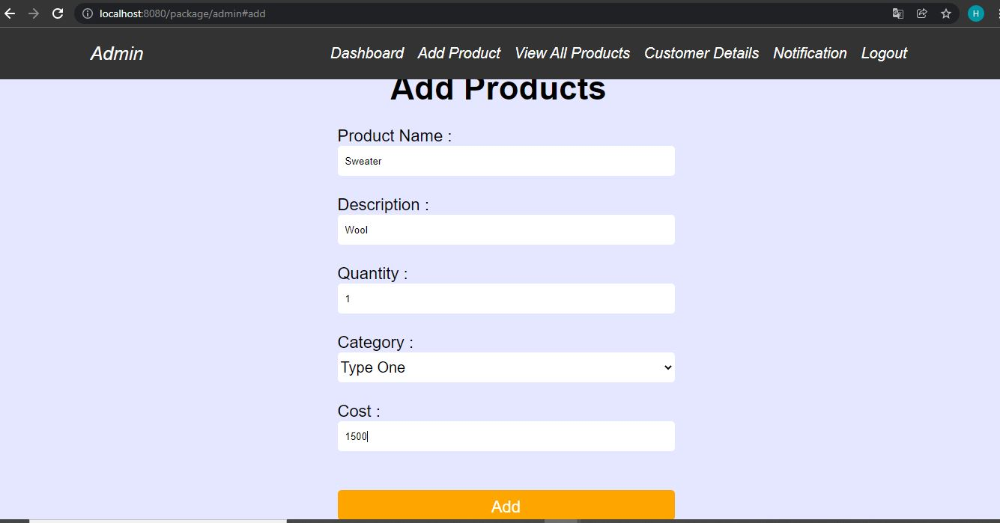 localhost:8080/package/admin#add
H
Admin Dashboard Add Product View All Products Customer Details Notification Logout
Add Products
Product Name :
Sweater
Description :
Wool
Quantity :
1
Category :
Type One
Cost :
1500
Add